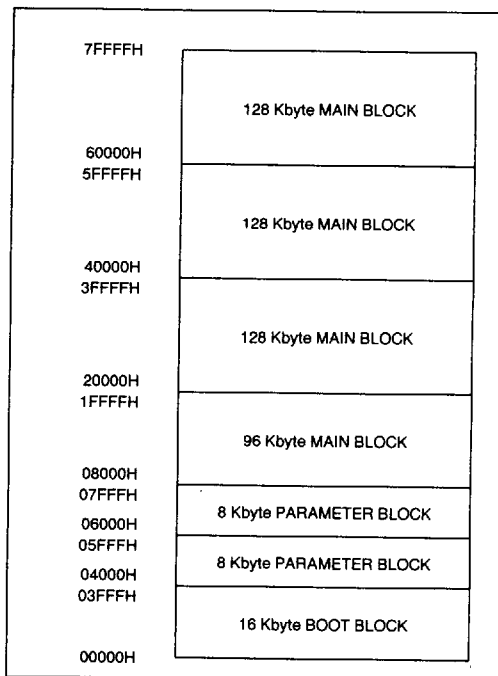 7FFFFH
128 Kbyte MAIN BLOCK
60000H
5FFFFH
128 Kbyte MAIN BLOCK
40000H
3FFFFH
128 Kbyte MAIN BLOCK
20000H
1FFFFH
96 Kbyte MAIN BLOCK
08000H
07FFFH
8 Kbyte PARAMETER BLOCK
06000H
05FFFH
8 Kbyte PARAMETER BLOCK
04000H
03FFFH
16 Kbyte BOOT BLOCK
00000H